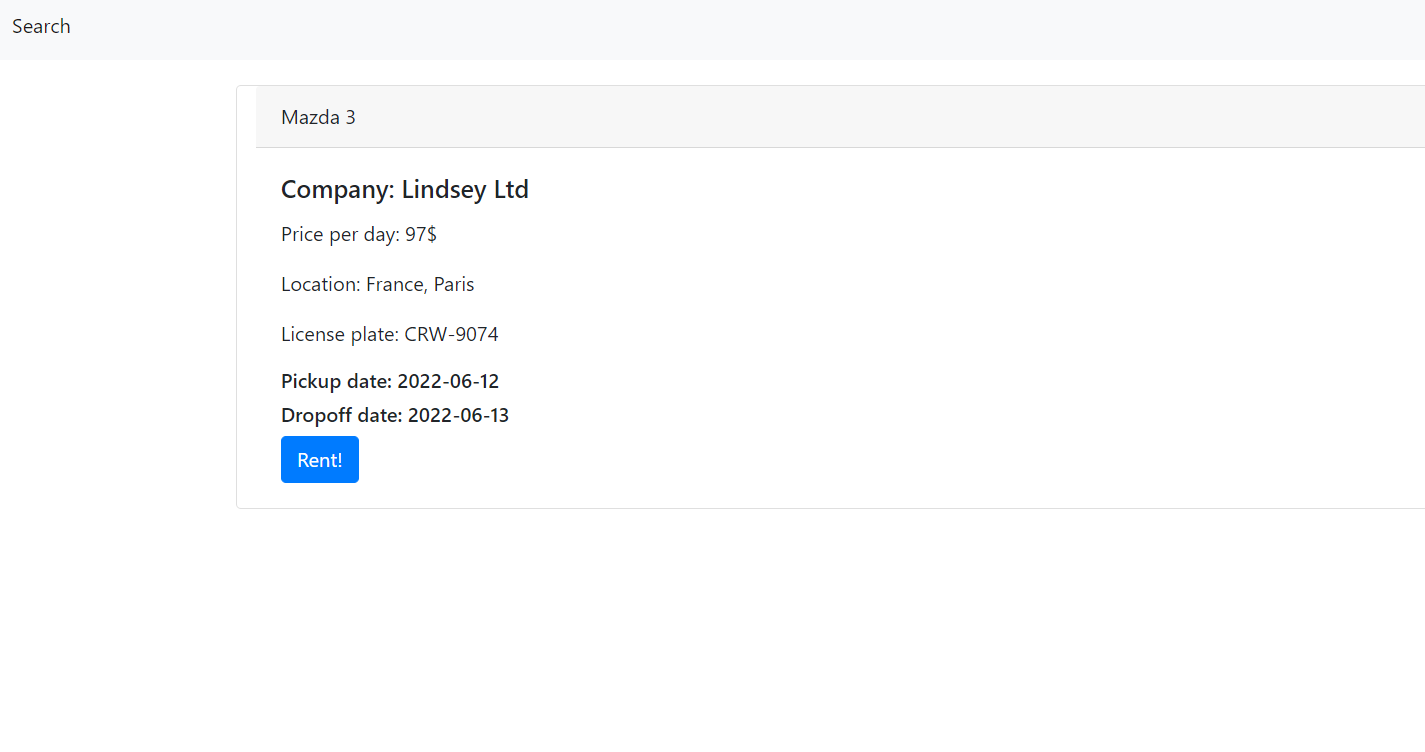 Search
Mazda 3
Company: Lindsey Ltd
Price per day: 97$
Location: France, Paris
License plate: CRW-9074
Pickup date: 2022-06-12
Dropoff date: 2022-06-13
Rent!